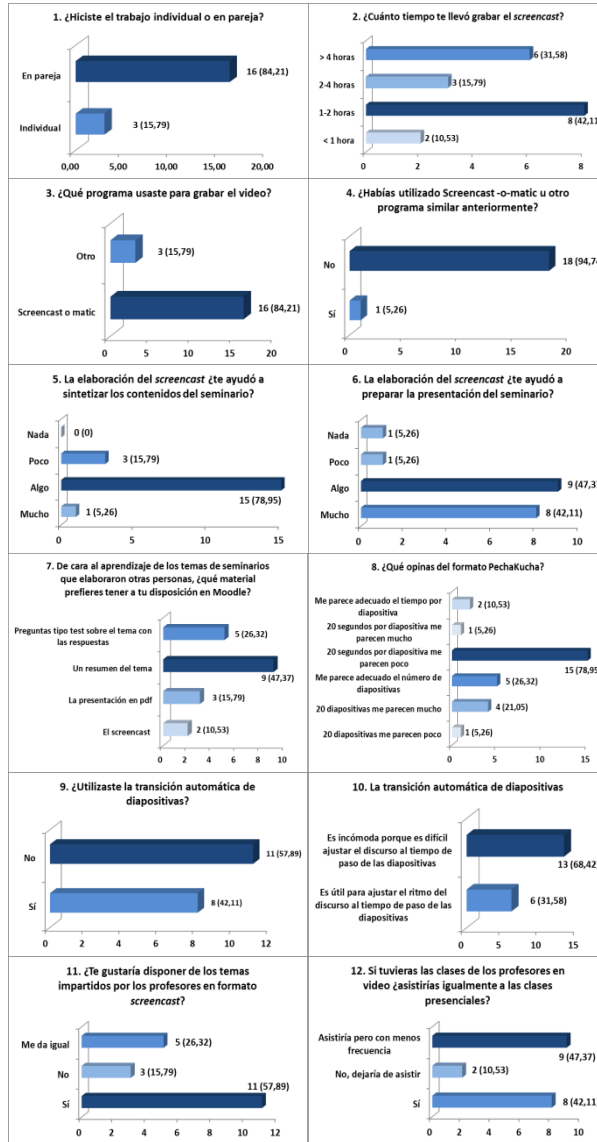 1. ¿Hiciste el trabajo individual o en pareja?
En pareja
16 (84,21)
Individual
3 (15,79)
0,00 5,00 10,00 15,00 20,00
2. ¿Cuánto tiempo te llevó grabar el screencast?
> 4 horas
6 (31,58)
2-4 horas
3 (15,79)
1-2 horas
8 (42,11
< 1 hora
2 (10,53)
0 2 4 6 8
3. ¿Qué programa usaste para grabar el video?
Otro
3 (15,79)
Screencast o matic
16 (84,21)
0 5 10 15 20
4. ¿Habías utilizado Screencast -o-matic u otro
programa similar anteriormente?
No
18 (94,74
Sí
1 (5,26)
0 5 10 15 20
5. La elaboración del screencast ¿te ayudó a
sintetizar los contenidos del seminario?
Nada
0 (0)
Poco
3 (15,79)
Algo
15 (78,95)
Mucho
1 (5,26)
0 5 10 15
6. La elaboración del screencast ¿te ayudó a
preparar la presentación del seminario?
Nada
1 (5,26)
Poco
1 (5,26)
Algo
9 (47,37
Mucho
8 (42,11)
0 2 4 6 8 10
7. De cara al aprendizaje de los temas de seminarios
que elaboraron otras personas, ¿qué material
prefieres tener a tu disposición en Moodle?
Preguntas tipo test sobre el tema con
las respuestas
5 (26,32)
Un resumen del tema
9 (47,37)
La presentación en pdf
3 (15,79)
El screencast
2 (10,53)
0 2 4 6 8 10
8. ¿Qué opinas del formato PechaKucha?
Me parece adecuado el tiempo por
diapositiva
2 (10,53)
20 segundos por diapositiva me
parecen mucho
1 (5,26)
20 segundos por diapositiva me
parecen poco
15 (78,95
Me parece adecuado el número de
diapositivas
5 (26,32)
20 diapositivas me parecen mucho
4 (21,05)
20 diapositivas me parecen poco
1 (5,26)
0 5 10 15
9. ¿Utilizaste la transición automática de
diapositivas?
No
11 (57,89)
Sí
8 (42,11)
0 2 4 6 8 10 12
10. La transición automática de diapositivas
Es incómoda porque es difícil
ajustar el discurso al tiempo de
paso de las diapositivas
13 (68,42
Es útil para ajustar el ritmo del
discurso al tiempo de paso de las
diapositivas
6 (31,58)
0 5 10 15
11. ¿Te gustaría disponer de los temas
impartidos por los profesores en formato
screencast?
Me da igual
5 (26,32)
No
3 (15,79)
Sí
11 (57,89)
0 2 4 6 8 10 12
12. Si tuvieras las clases de los profesores en
video ¿asistirías igualmente a las clases
presenciales?
Asistiría pero con menos
frecuencia
9 (47,37)
No, dejaría de asistir
2 (10,53)
Sí
8 (42,11)
0 2 4 6 8 10